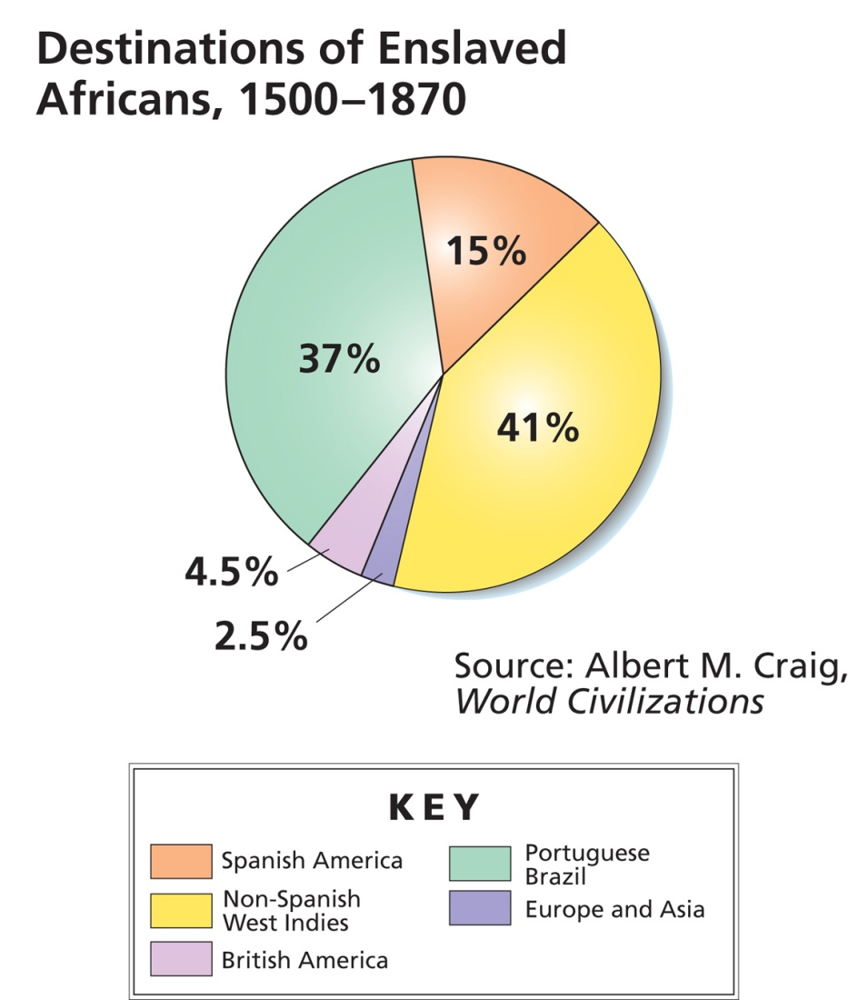 Destinations of Enslaved
Africans, 1500–1870
15%
37%
41%
4.5%
2.5%
Source: Albert M. Craig,
World Civilizations
KEY
Spanish America
Non-Spanish
West Indies
British America
Portuguese
Brazil
Europe and Asia